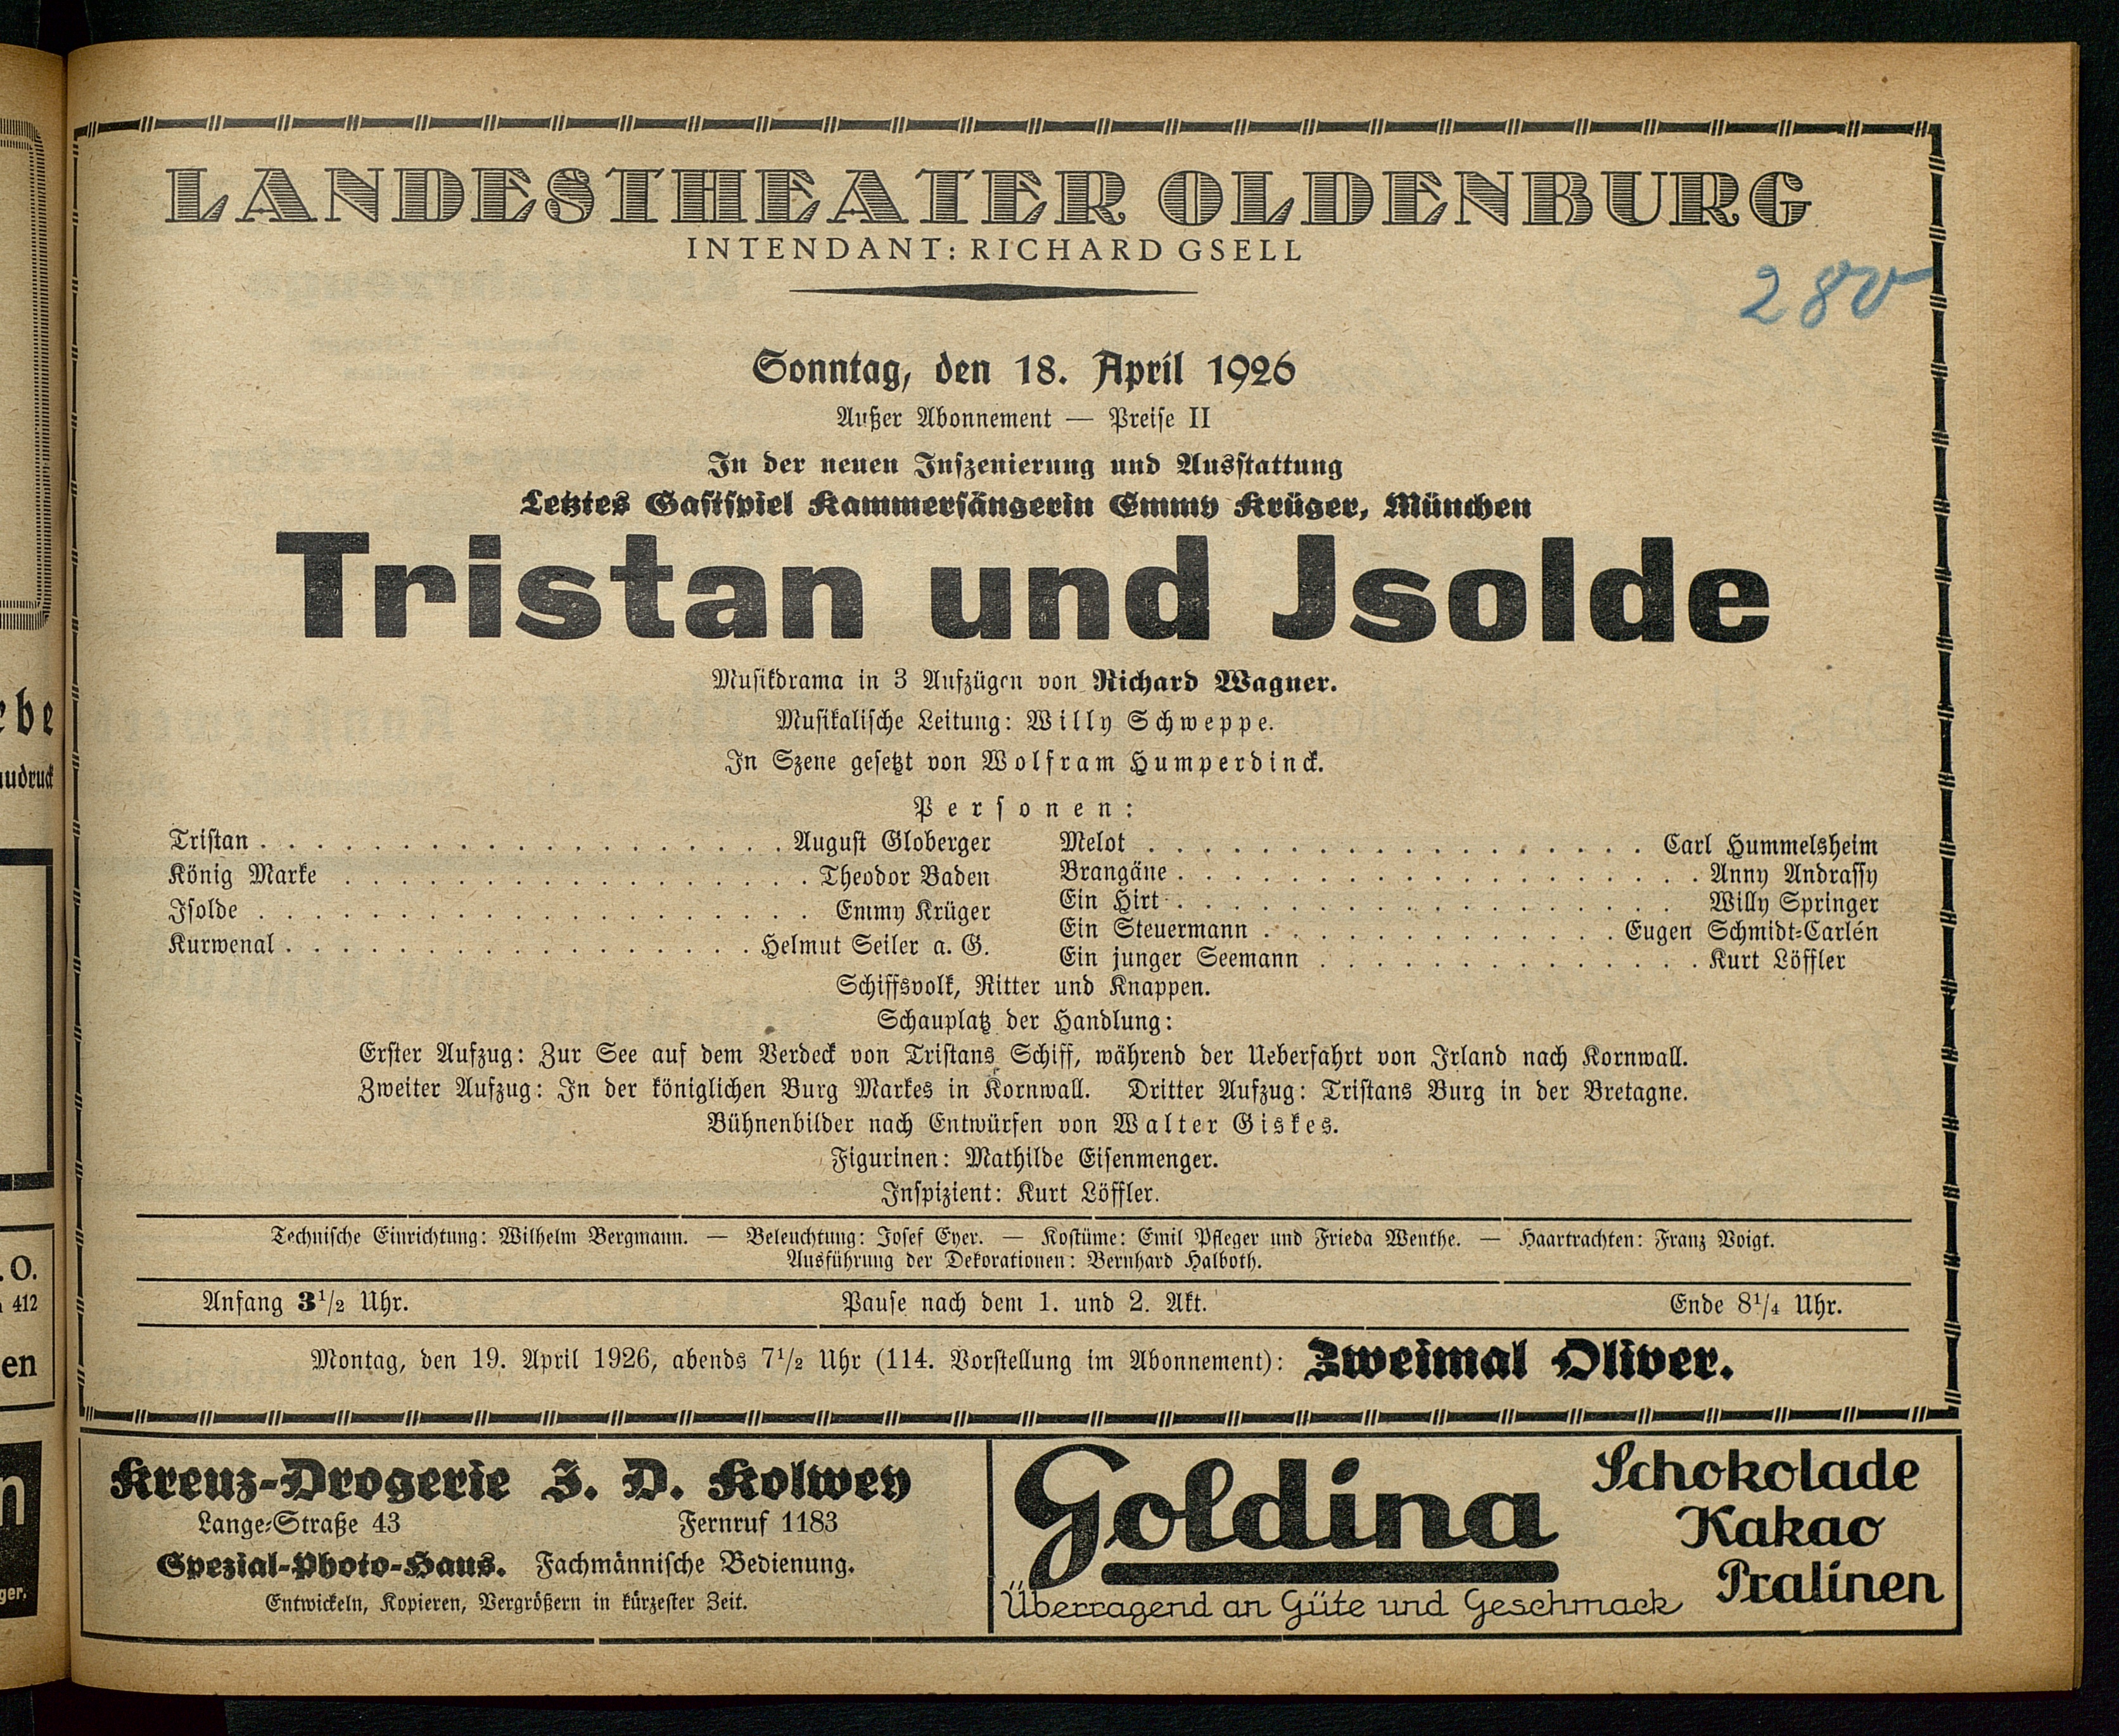 LANDESTHEATER OLDENBURG
INTENDANT: RICHARD GSELL
280
Sonntag, den 18. April 1926
Außer Abonnement — Preise II
In der neuen Inszenierung und Ausstattung
Letztes Gastspiel Kammersängerin Emmy Krüger, München
Tristan und Jsolde
Musikdrama in 3 Aufzügen von Richard Wagner.
Musikalische Leitung: Willy Schweppe.
In Szene gesetzt von Wolfram Humperdinck.
Personen:
Tristan . . . . . . . . . . . . . . . . . . . August Globerger
König Marke . . . . . . . . . . . . . . . . . Theodor Baden
Isolde . . . . . . . . . . . . . . . . . . . . Emmy Krüger
Kurwenal . . . . . . . . . . . . . . . . . Helmut Seiler a. G.
Melot . . . . . . . . . . . . . . . . . . Carl Hummelsheim
Brangäne . . . . . . . . . . . . . . . . . . . Anny Andrassy
Ein Hirt . . . . . . . . . . . . . . . . . . Willy Springer
Ein Steuermann . . . . . . . . . . . . . Eugen Schmidt-Carlén
Ein junger Seemann . . . . . . . . . . . . . . Kurt Löffler
Schiffsvolk, Ritter und Knappen.
Schauplatz der Handlung:
Erster Aufzug: Zur See auf dem Verdeck von Tristans Schiff, während der Ueberfahrt von Irland nach Kornwall.
Zweiter Aufzug: In der königlichen Burg Markes in Kornwall. Dritter Aufzug: Tristans Burg in der Bretagne.
Bühnenbilder nach Entwürfen von Walter Giskes.
Figurinen: Mathilde Eisenmenger.
Inspizient: Kurt Löffler.
Technische Einrichtung: Wilhelm Bergmann. — Beleuchtung: Josef Eyer. — Kostüme: Emil Pfleger und Frieda Wenthe. — Haartrachten: Franz Voigt.
Ausführung der Dekorationen: Bernhard Halboth.
Anfang 3½ Uhr. Pause nach dem 1. und 2. Akt. Ende 8¼ Uhr.
Montag, den 19. April 1926, abends 7½ Uhr (114. Vorstellung im Abonnement): Zweimal Oliver.
Kreuz-Drogerie J. D. Kolwey
Lange-Straße 43 Fernruf 1183
Spezial-Photo-Haus. Fachmännische Bedienung.
Entwickeln, Kopieren, Vergrößern in kürzester Zeit.
Goldina
Schokolade
Kakao
Pralinen
Überragend an Güte und Geschmack